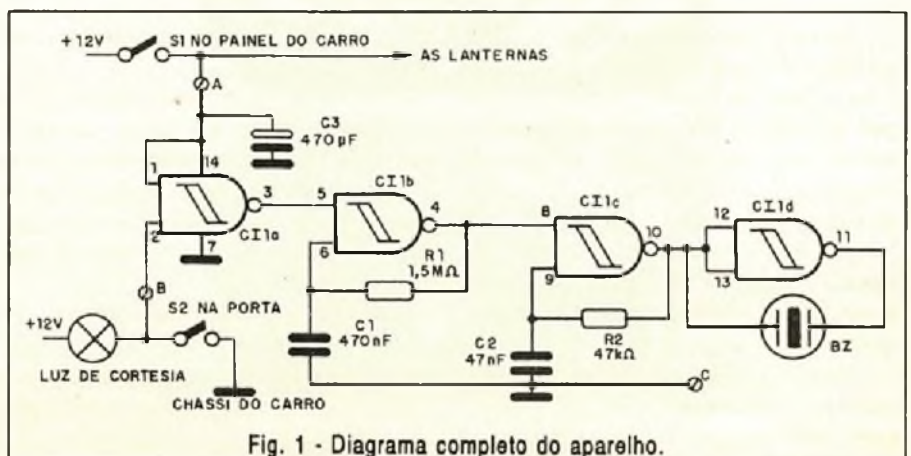 +12V
S1 NO PAINEL DO CARRO
AS LANTERNAS
A
C3
470pF
1
14
CI1a
3
2
7
B
+12V
LUZ DE CORTESIA
S2 NA PORTA
CHASSI DO CARRO
CI1b
5
4
6
R1
1,5MΩ
C1
470nF
CI1c
8
10
9
R2
47kΩ
C2
47nF
C
CI1d
12
11
13
BZ
Fig. 1 - Diagrama completo do aparelho.